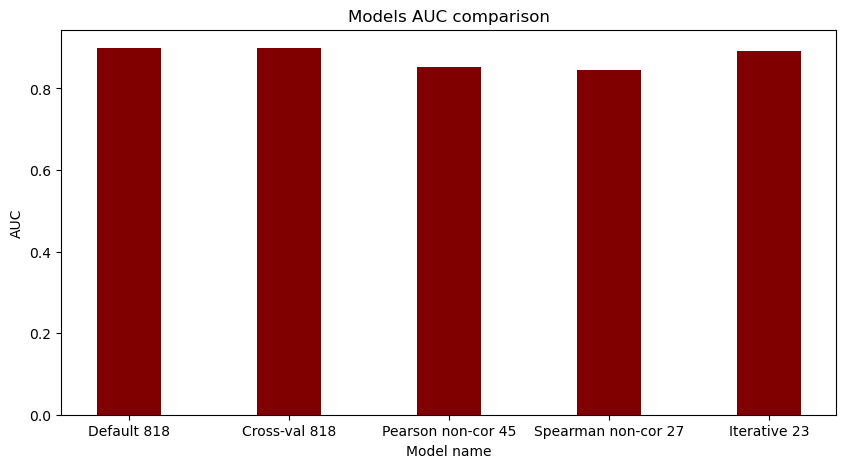 Models AUC comparison
AUC
0.8
0.6
0.4
0.2
0.0
Default 818
Cross-val 818
Pearson non-cor 45
Spearman non-cor 27
Iterative 23
Model name